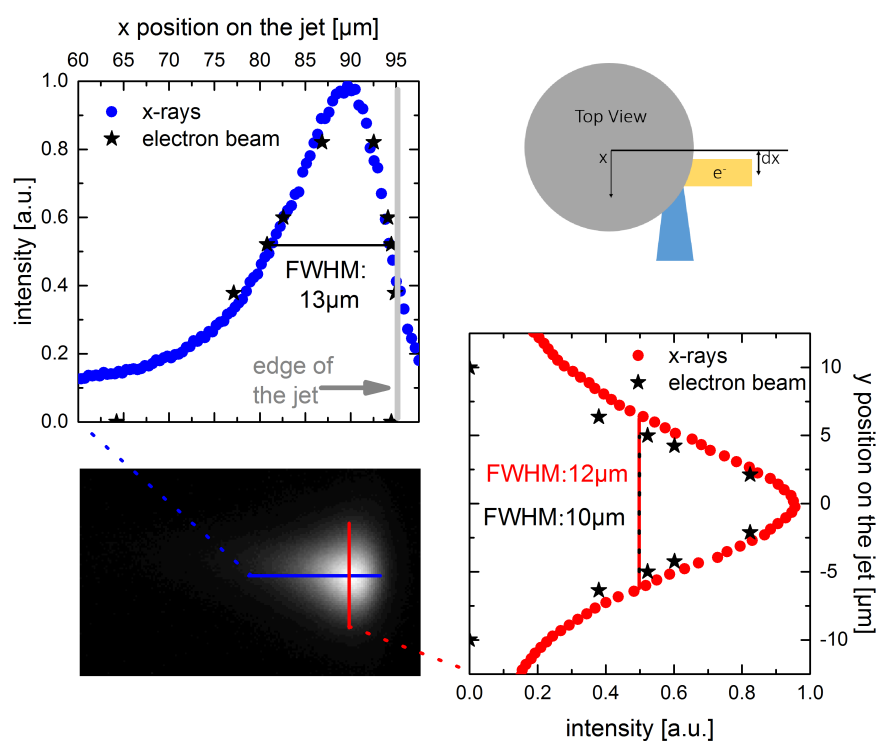 x position on the jet [µm]
60 65 70 75 80 85 90 95
1.0
0.8
0.6
0.4
0.2
0.0
intensity [a.u.]
x-rays
electron beam
FWHM:
13µm
edge of
the jet
Top View
x
dx
e-
x-rays
electron beam
FWHM:12µm
FWHM:10µm
10
5
0
-5
-10
y position on the jet [µm]
0.0 0.2 0.4 0.6 0.8 1.0
intensity [a.u.]